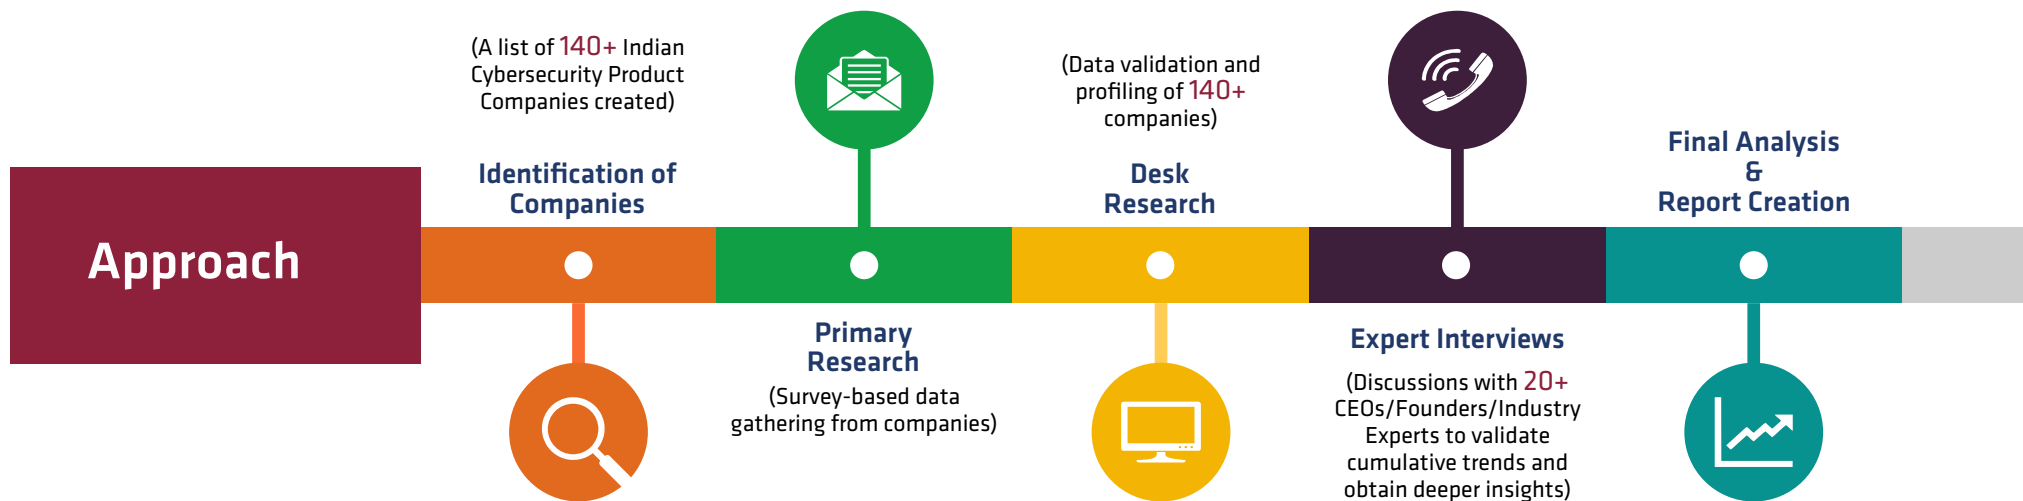 Approach
(A list of 140+ Indian
Cybersecurity Product
Companies created)
Identification of
Companies
Primary
Research
(Survey-based data
gathering from companies)
(Data validation and
profiling of 140+
companies)
Desk
Research
Expert Interviews
(Discussions with 20+
CEOs/Founders/Industry
Experts to validate
cumulative trends and
obtain deeper insights)
Final Analysis
&
Report Creation